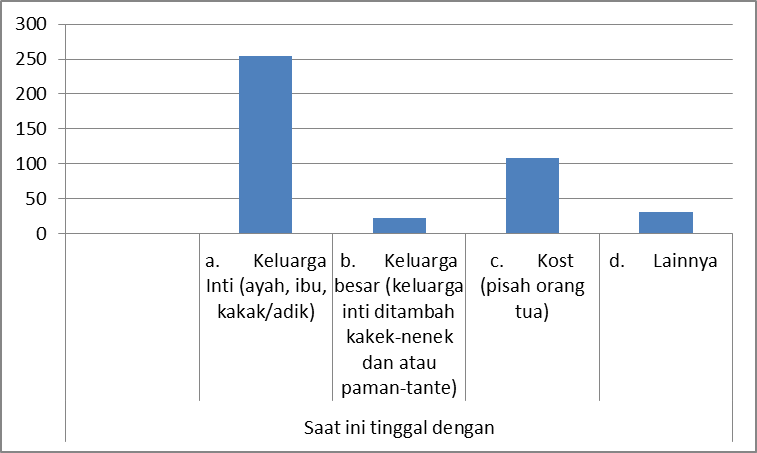 300
250
200
150
100
50
0
a. Keluarga
Inti (ayah, ibu,
kakak/adik)
b. Keluarga
besar (keluarga
inti ditambah
kakek-nenek
dan atau
paman-tante)
c. Kost
(pisah orang
tua)
d. Lainnya
Saat ini tinggal dengan